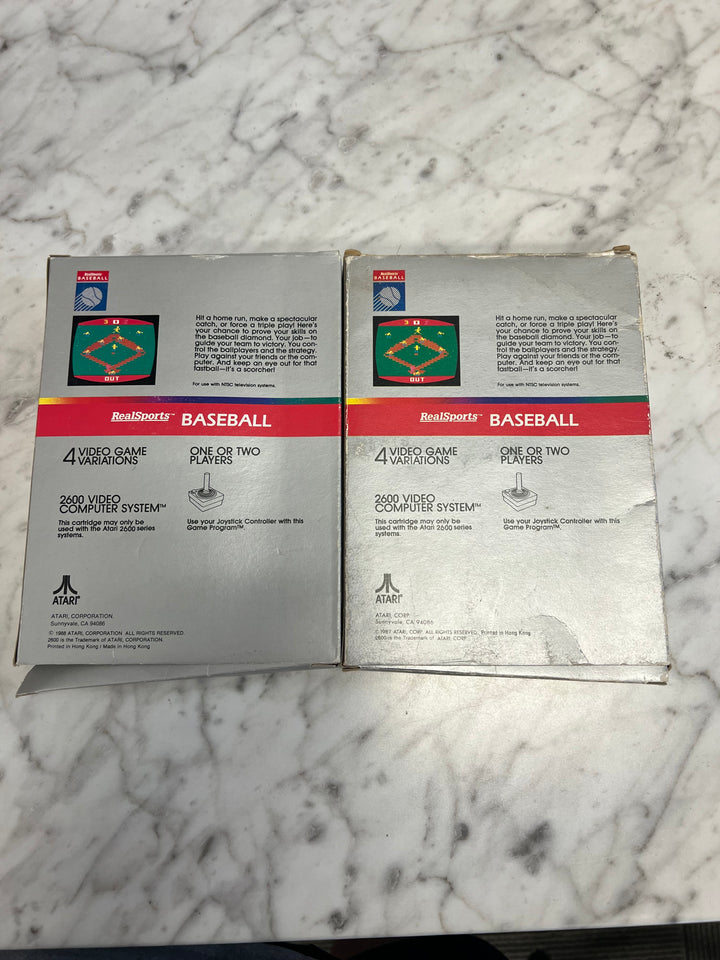 RealSports
BASEBALL
3 0 2
OUT
Hit a home run, make a spectacular
catch, or force a triple play! Here's
your chance to prove your skills on
the baseball diamond. Your job—to
guide your team to victory. You con-
trol the ballplayers and the strategy.
Play against your friends or the com-
puter. And keep an eye out for that
fastball—it's a scorcher!
For use with NTSC television systems.
RealSports™ BASEBALL
4 VIDEO GAME
VARIATIONS
ONE OR TWO
PLAYERS
2600 VIDEO
COMPUTER SYSTEM™
This cartridge may only be
used with the Atari 2600 series
systems.
Use your Joystick Controller with this
Game Program™.
ATARI®
ATARI, CORPORATION
Sunnyvale, CA 94086
© 1988 ATARI, CORPORATION. ALL RIGHTS RESERVED.
2600 is the Trademark of ATARI, CORPORATION.
Printed in Hong Kong / Made in Hong Kong
RealSports
BASEBALL
3 0 2
OUT
Hit a home run, make a spectacular
catch, or force a triple play! Here's
your chance to prove your skills on
the baseball diamond. Your job—to
guide your team to victory. You con-
trol the ballplayers and the strategy.
Play against your friends or the com-
puter. And keep an eye out for that
fastball—it's a scorcher!
For use with NTSC television systems.
RealSports™ BASEBALL
4 VIDEO GAME
VARIATIONS
ONE OR TWO
PLAYERS
2600 VIDEO
COMPUTER SYSTEM™
This cartridge may only be
used with the Atari 2600 series
systems.
Use your Joystick Controller with this
Game Program™.
ATARI®
ATARI, CORP.
Sunnyvale, CA 94086
© 1987 ATARI, CORP. ALL RIGHTS RESERVED. Printed in Hong Kong
2600 is the Trademark of ATARI, CORP.